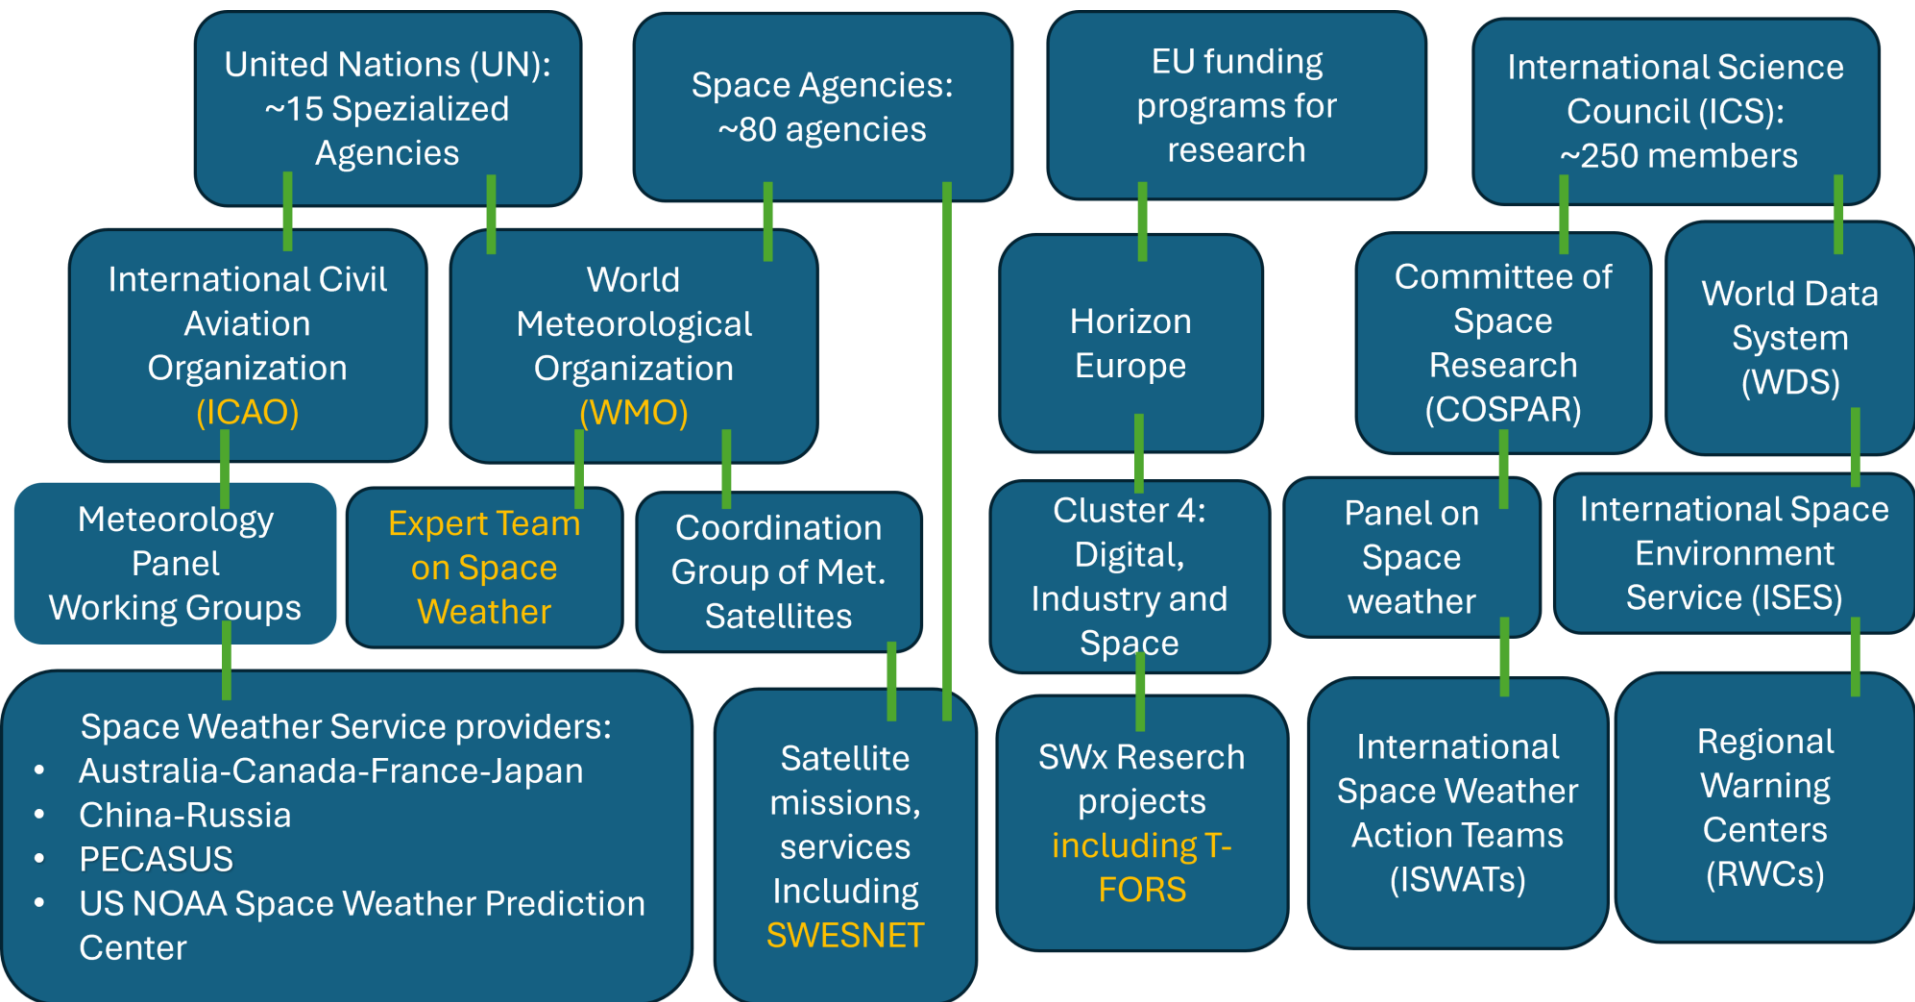 United Nations (UN):
~15 Spezialized
Agencies
Space Agencies:
~80 agencies
EU funding
programs for
research
International Science
Council (ICS):
~250 members
International Civil
Aviation
Organization
(ICAO)
World
Meteorological
Organization
(WMO)
Horizon
Europe
Committee of
Space
Research
(COSPAR)
World Data
System
(WDS)
Meteorology
Panel
Working Groups
Expert Team
on Space
Weather
Coordination
Group of Met.
Satellites
Cluster 4:
Digital,
Industry and
Space
Panel on
Space
weather
International Space
Environment
Service (ISES)
Space Weather Service providers:
• Australia-Canada-France-Japan
• China-Russia
• PECASUS
• US NOAA Space Weather Prediction
Center
Satellite
missions,
services
Including
SWESNET
SWx Reserch
projects
including T-
FORS
International
Space Weather
Action Teams
(ISWATs)
Regional
Warning
Centers
(RWCs)